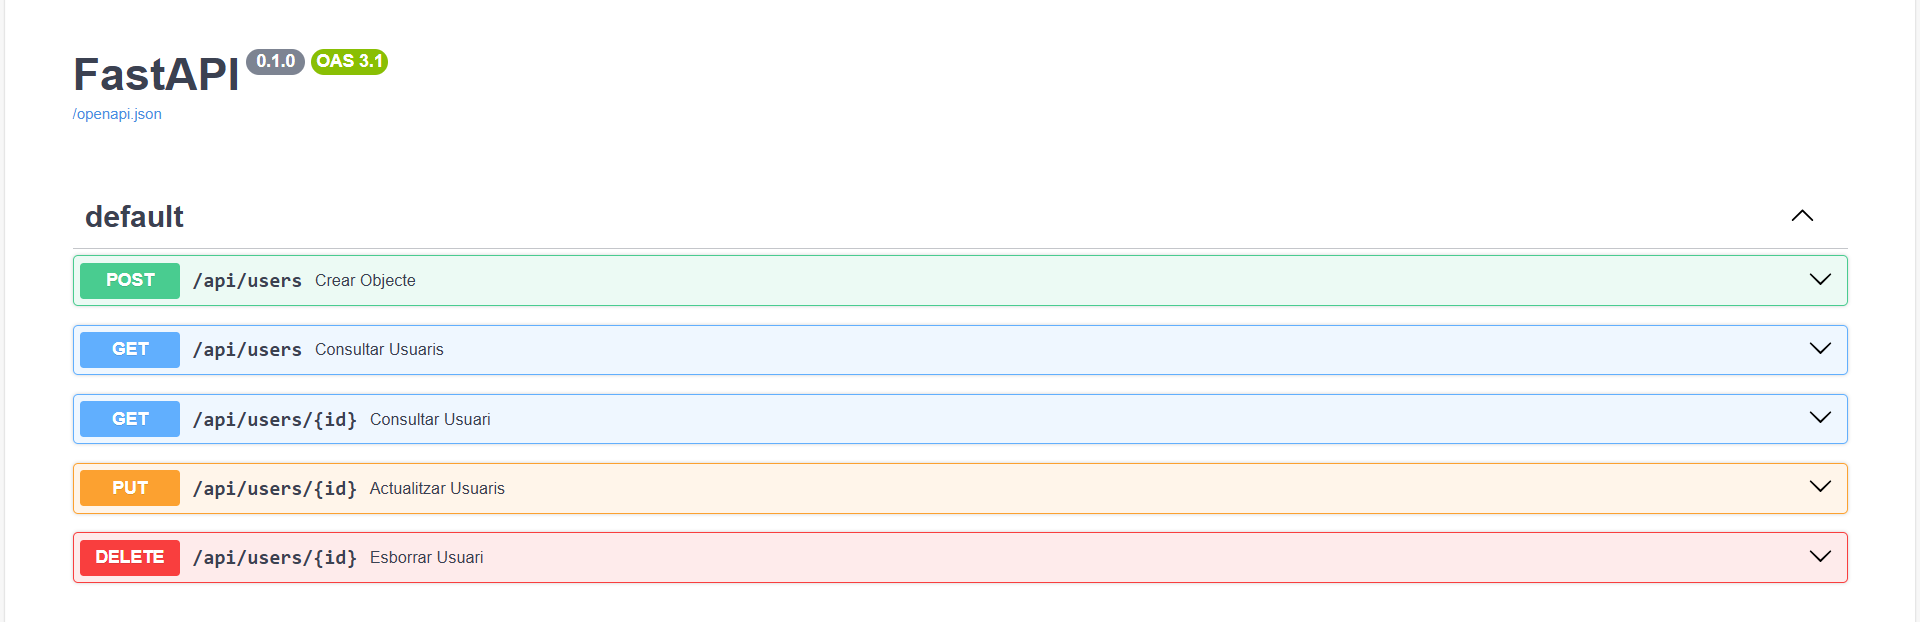 FastAPI 0.1.0 OAS 3.1
/openapi.json
default
POST /api/users Crear Objecte
GET /api/users Consultar Usuaris
GET /api/users/{id} Consultar Usuari
PUT /api/users/{id} Actualitzar Usuaris
DELETE /api/users/{id} Esborrar Usuari